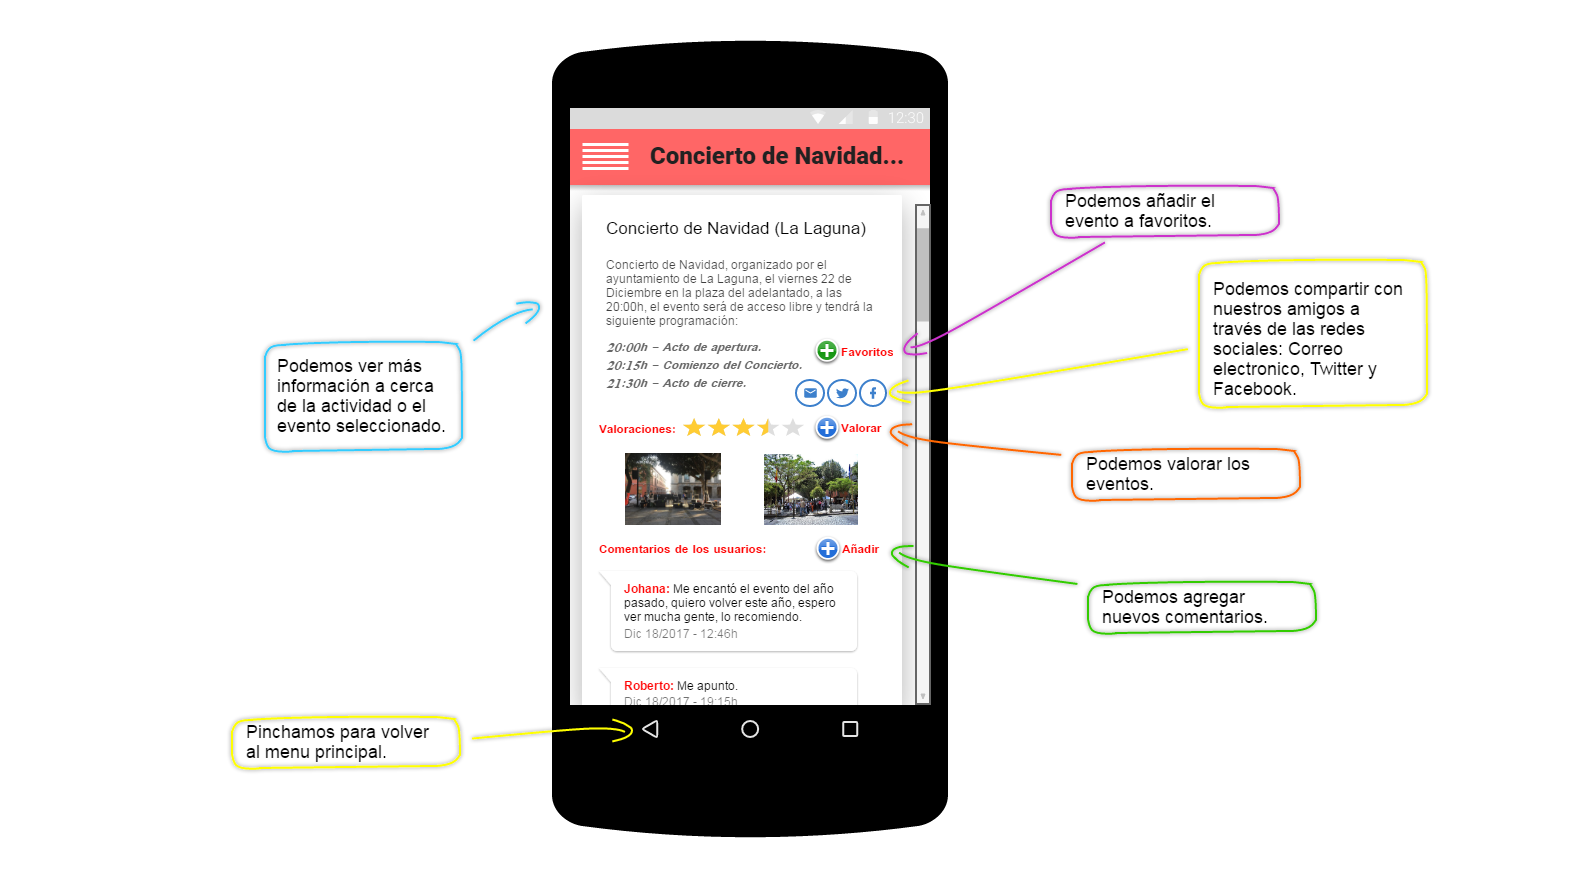 12:30
Concierto de Navidad...
Concierto de Navidad (La Laguna)
Concierto de Navidad, organizado por el
ayuntamiento de La Laguna, el viernes 22 de
Diciembre en la plaza del adelantado, a las
20:00h, el evento será de acceso libre y tendrá la
siguiente programación:
20:00h – Acto de apertura.
20:15h – Comienzo del Concierto.
21:30h – Acto de cierre.
Favoritos
Valoraciones:
Valorar
Comentarios de los usuarios:
Añadir
Johana: Me encantó el evento del año
pasado, quiero volver este año, espero
ver mucha gente, lo recomiendo.
Dic 18/2017 - 12:46h
Roberto: Me apunto.
Dic 18/2017 - 19:15h
Podemos ver más
información a cerca
de la actividad o el
evento seleccionado.
Pinchamos para volver
al menu principal.
Podemos añadir el
evento a favoritos.
Podemos compartir con
nuestros amigos a
través de las redes
sociales: Correo
electronico, Twitter y
Facebook.
Podemos valorar los
eventos.
Podemos agregar
nuevos comentarios.